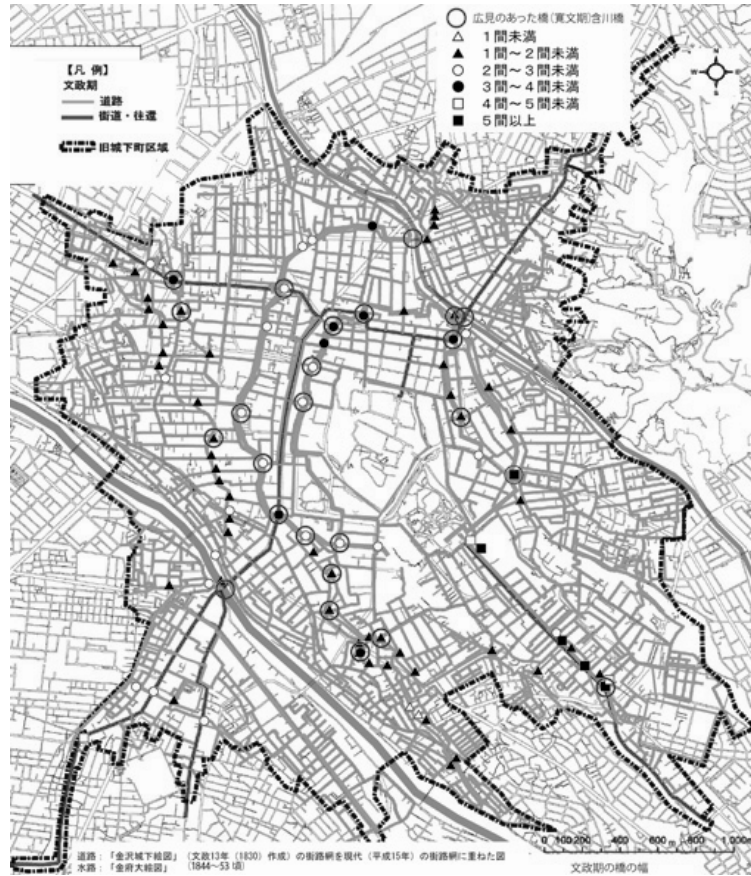 広見のあった橋(寛文期)含川橋
1間未満
1間～2間未満
2間～3間未満
3間～4間未満
4間～5間未満
5間以上
【凡 例】
文政期
道路
街道・往還
旧城下町区域
N
W
E
S
0 100 200
400
600
800
1,000
道路：「金沢城下絵図」（文政13年（1830）作成）の街路網を現代（平成15年）の街路網に重ねた図
水路：「金府大絵図」（1844～53 頃）
文政期の橋の幅